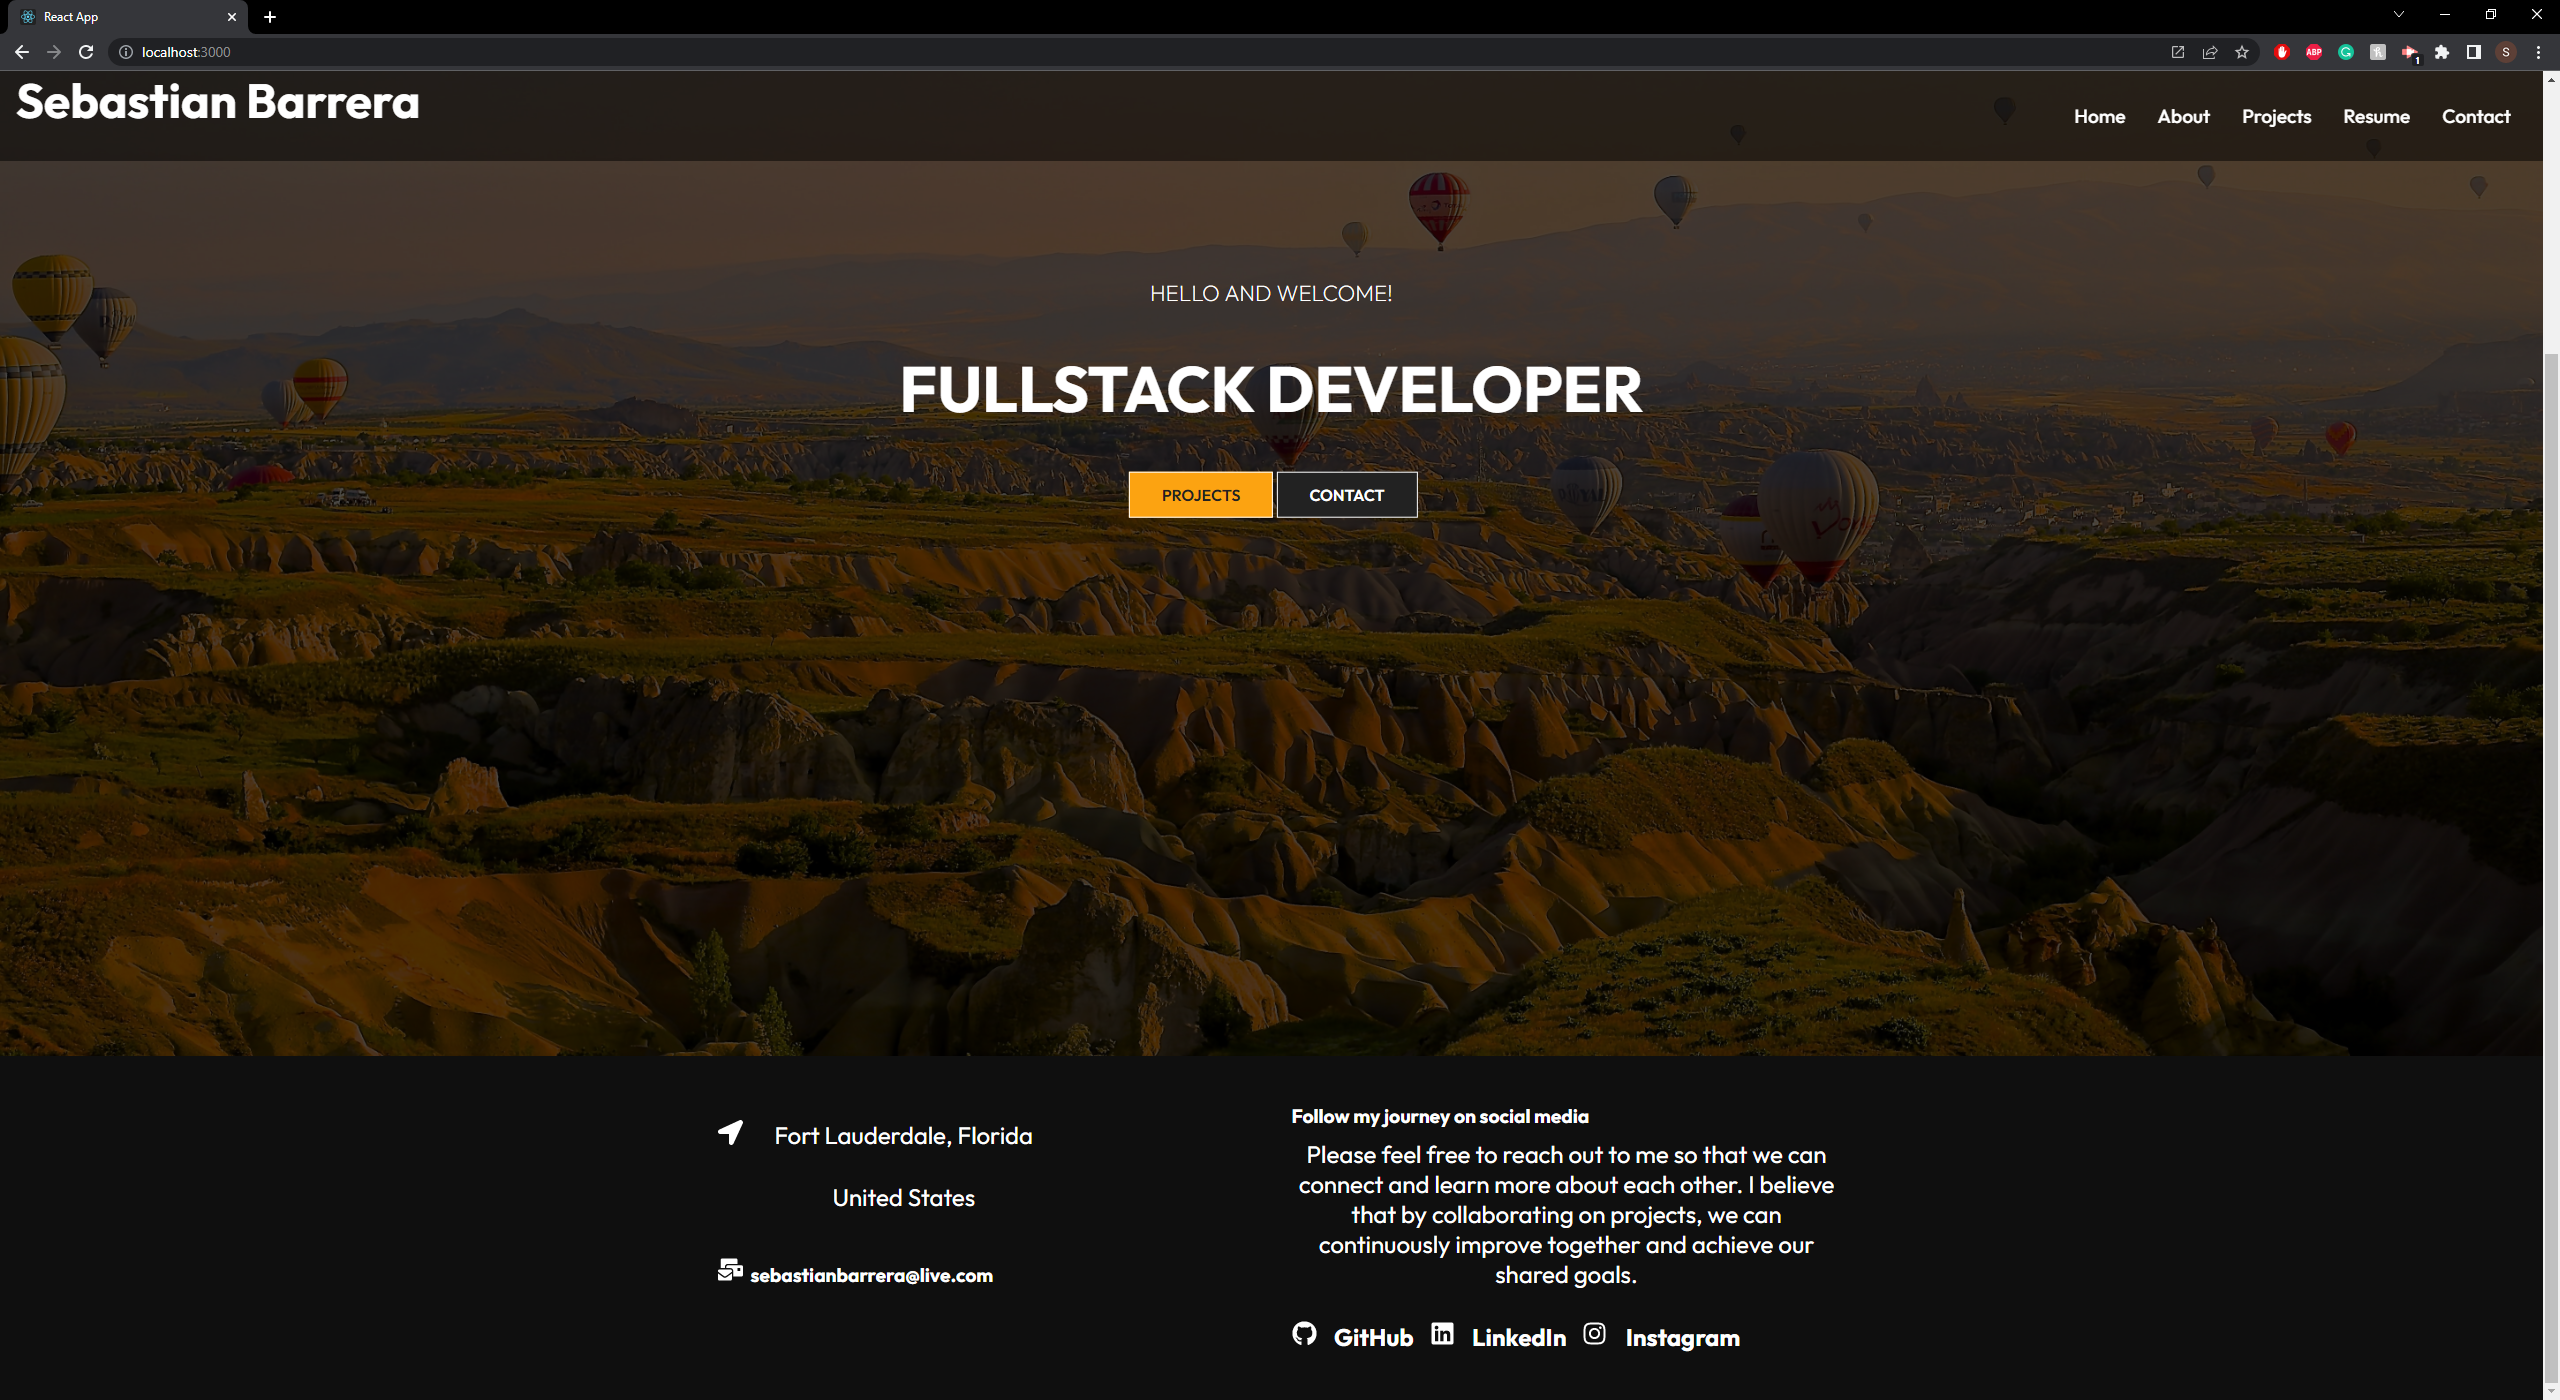 React App
localhost:3000
ABP
1
S
Sebastian Barrera
Home About Projects Resume Contact
HELLO AND WELCOME!
FULLSTACK DEVELOPER
PROJECTS CONTACT
Fort Lauderdale, Florida
United States
sebastianbarrera@live.com
Follow my journey on social media
Please feel free to reach out to me so that we can
connect and learn more about each other. I believe
that by collaborating on projects, we can
continuously improve together and achieve our
shared goals.
GitHub LinkedIn Instagram